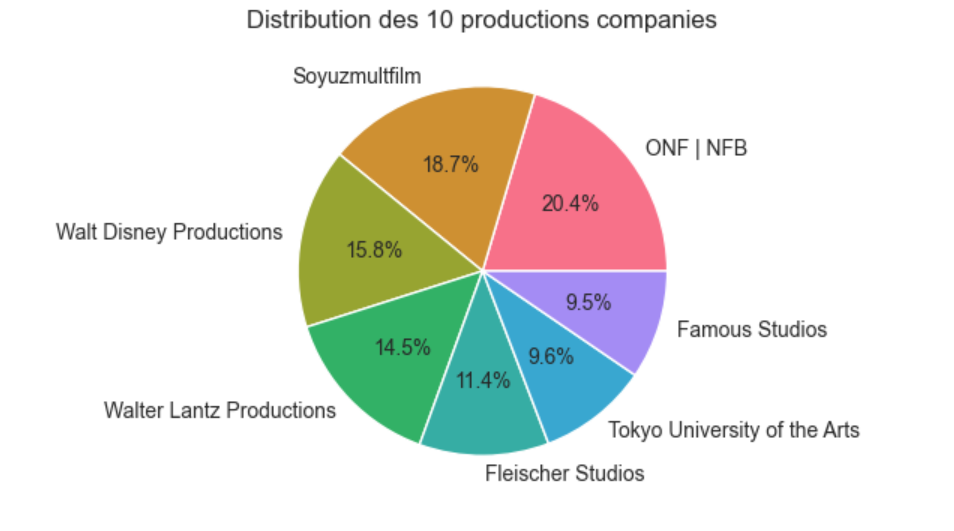 Distribution des 10 productions companies
Soyuzmultfilm
ONF | NFB
18.7%
20.4%
Walt Disney Productions
15.8%
9.5%
Famous Studios
14.5%
9.6%
11.4%
Walter Lantz Productions
Tokyo University of the Arts
Fleischer Studios